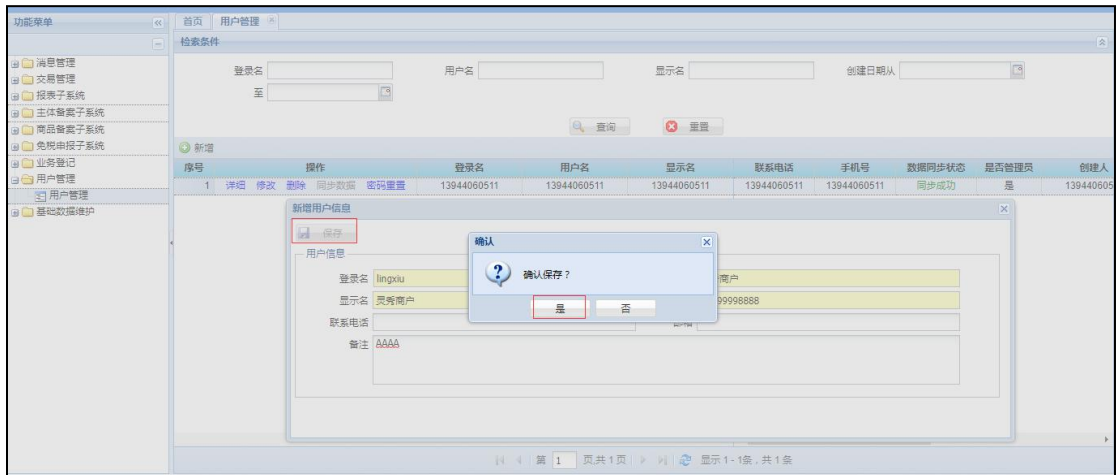 功能菜单
首页 用户管理
检索条件
消息管理
交易管理
报表子系统
主体备案子系统
商品备案子系统
免税申报子系统
业务登记
用户管理
用户管理
基础数据维护
登录名 用户名 显示名 创建日期从
至
查询 重置
新增
序号 操作 登录名 用户名 显示名 联系电话 手机号 数据同步状态 是否管理员 创建人
1 详细 修改 删除 同步数据 密码重置 13944060511 13944060511 13944060511 13944060511 13944060511 同步成功 是 139440605
新增用户信息
保存
用户信息
确认
确认保存？
是 否
登录名 lingxiu 商户
显示名 灵秀商户 99998888
联系电话
备注 AAAA
第 1 页,共 1 页 显示 1 - 1条，共 1 条